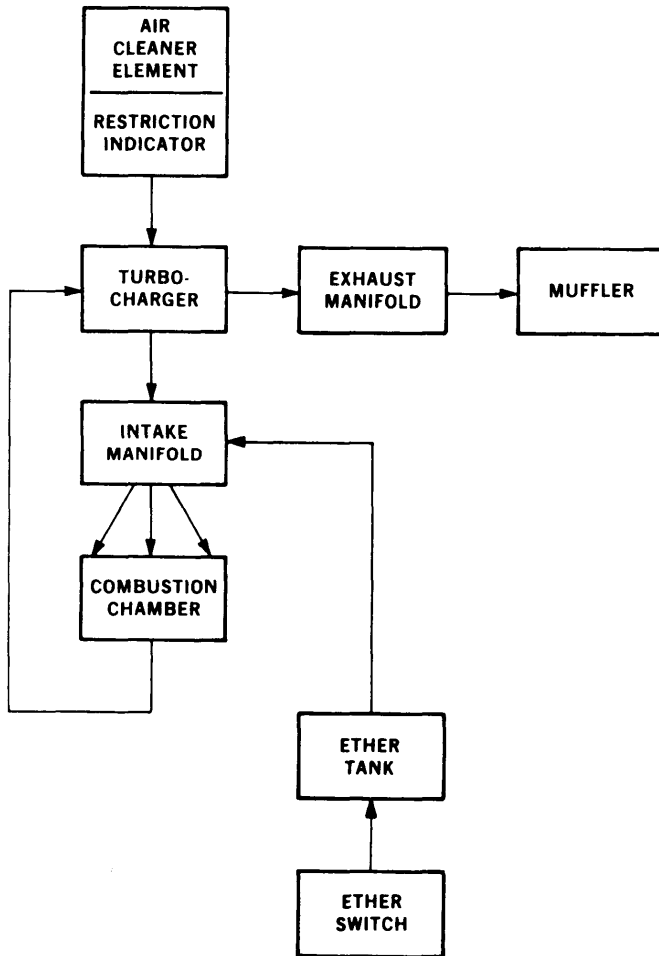 AIR
CLEANER
ELEMENT
RESTRICTION
INDICATOR
TURBO-
CHARGER
EXHAUST
MANIFOLD
MUFFLER
INTAKE
MANIFOLD
COMBUSTION
CHAMBER
ETHER
TANK
ETHER
SWITCH